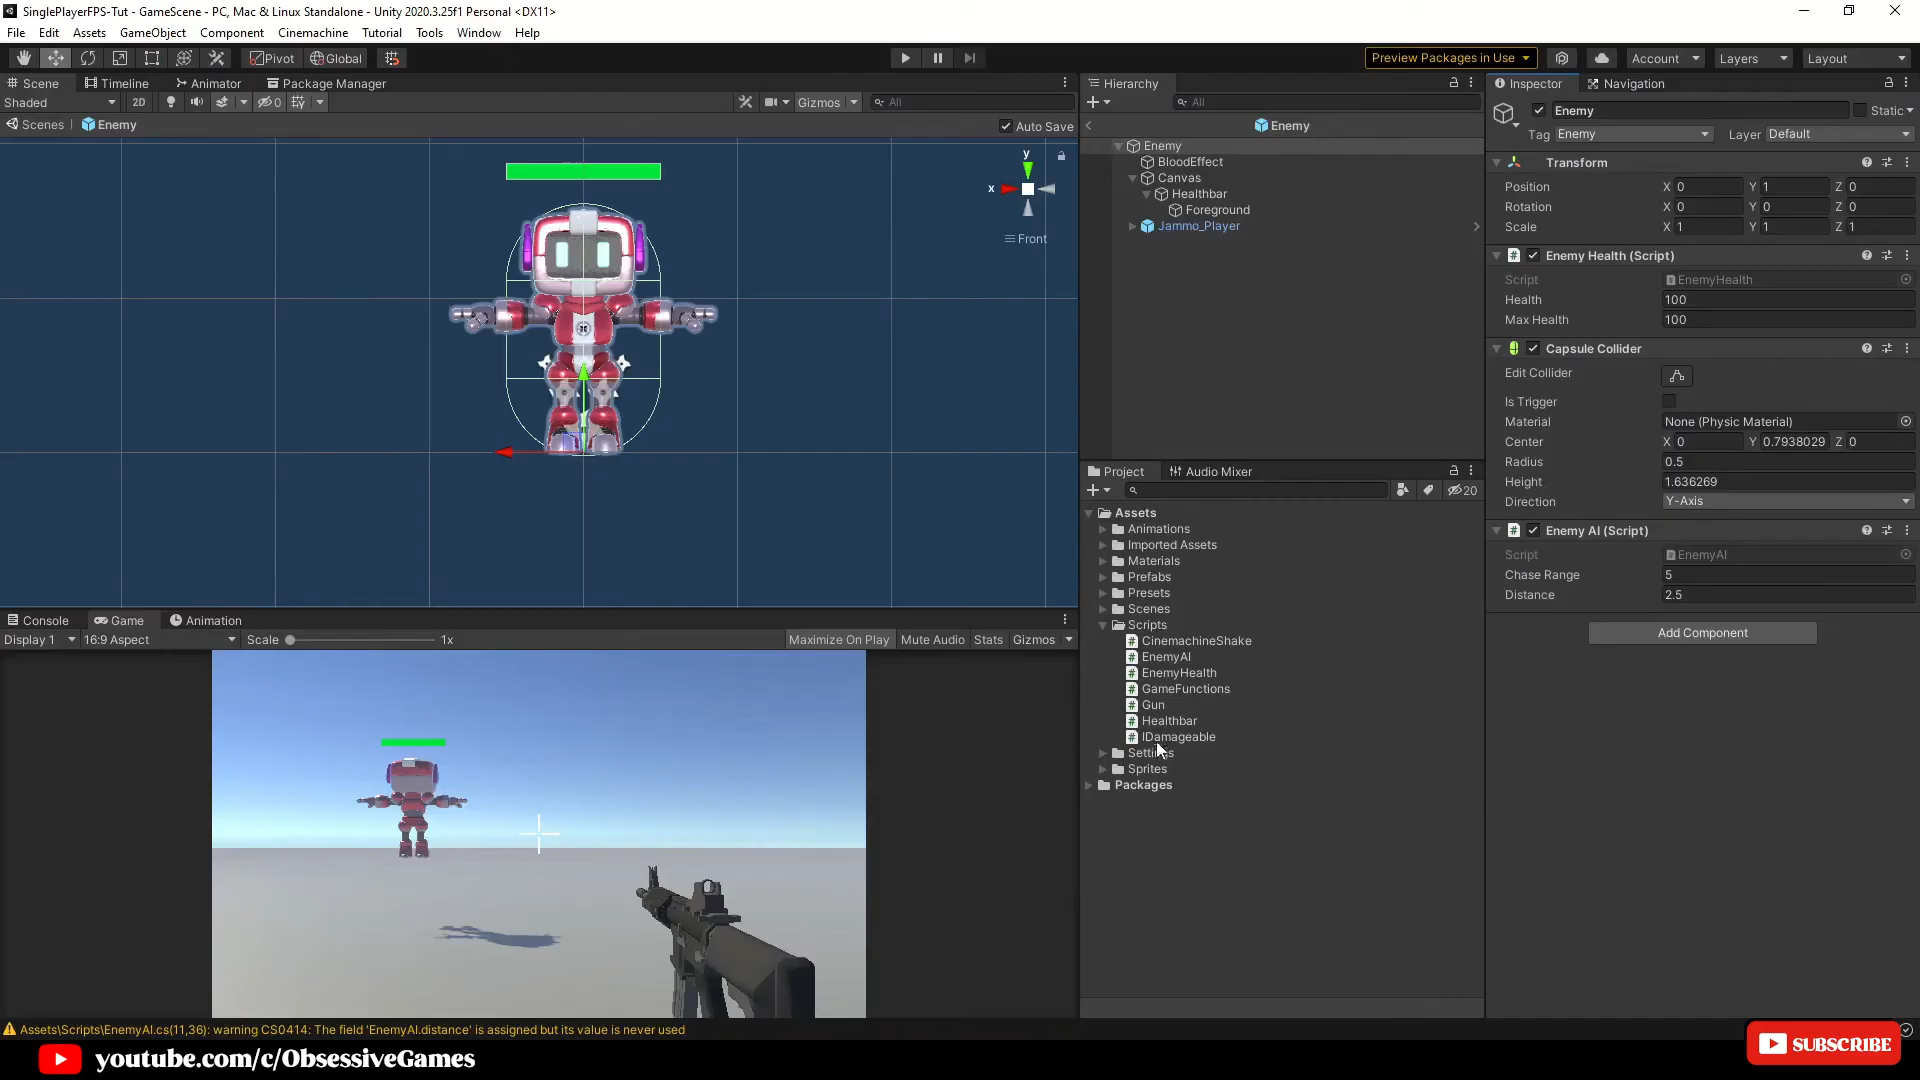 SinglePlayerFPS-Tut - GameScene - PC, Mac & Linux Standalone - Unity 2020.3.25f1 Personal <DX11>
File Edit Assets GameObject Component Cinemachine Tutorial Tools Window Help
Pivot Global Preview Packages in Use Account Layers Layout
Scene Timeline Animator Package Manager
Shaded 2D 0 Gizmos All
Scenes Enemy Auto Save
y
x
Front
Hierarchy
All
Enemy
Enemy
BloodEffect
Canvas
Healthbar
Foreground
Jammo_Player
Project Audio Mixer
20
Assets
Animations
Imported Assets
Materials
Prefabs
Presets
Scenes
Scripts
CinemachineShake
EnemyAI
EnemyHealth
GameFunctions
Gun
Healthbar
IDamageable
Settings
Sprites
Packages
Inspector Navigation
Enemy Static
Tag Enemy Layer Default
Transform
Position X 0 Y 1 Z 0
Rotation X 0 Y 0 Z 0
Scale X 1 Y 1 Z 1
Enemy Health (Script)
Script EnemyHealth
Health 100
Max Health 100
Capsule Collider
Edit Collider
Is Trigger
Material None (Physic Material)
Center X 0 Y 0.7938029 Z 0
Radius 0.5
Height 1.636269
Direction Y-Axis
Enemy AI (Script)
Script EnemyAI
Chase Range 5
Distance 2.5
Add Component
Console Game Animation
Display 1 16:9 Aspect Scale 1x Maximize On Play Mute Audio Stats Gizmos
Assets\Scripts\EnemyAI.cs(11,36): warning CS0414: The field 'EnemyAI.distance' is assigned but its value is never used
youtube.com/c/ObsessiveGames
SUBSCRIBE